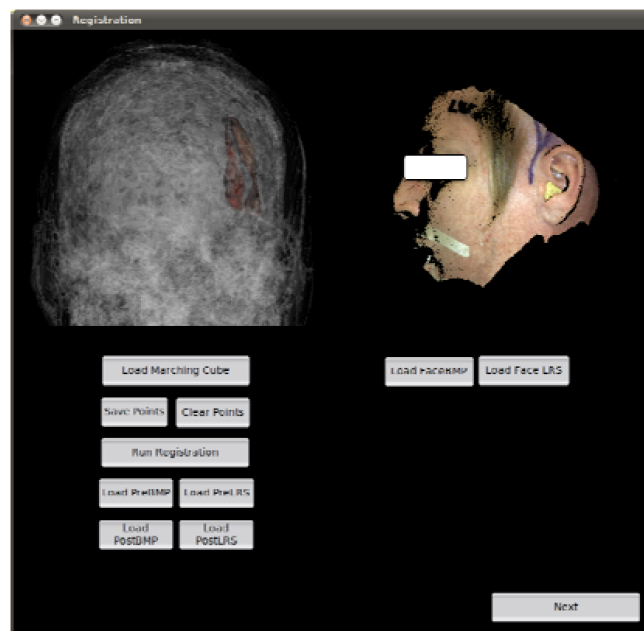 Registration
Load Marching Cube
Load FaceBMP
Load Face LRS
Save Points
Clear Points
Run Registration
Load PreBMP
Load PreLRS
Load
PostBMP
Load
PostLRS
Next